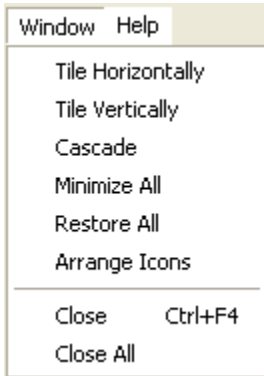 Window Help
Tile Horizontally
Tile Vertically
Cascade
Minimize All
Restore All
Arrange Icons
Close Ctrl+F4
Close All